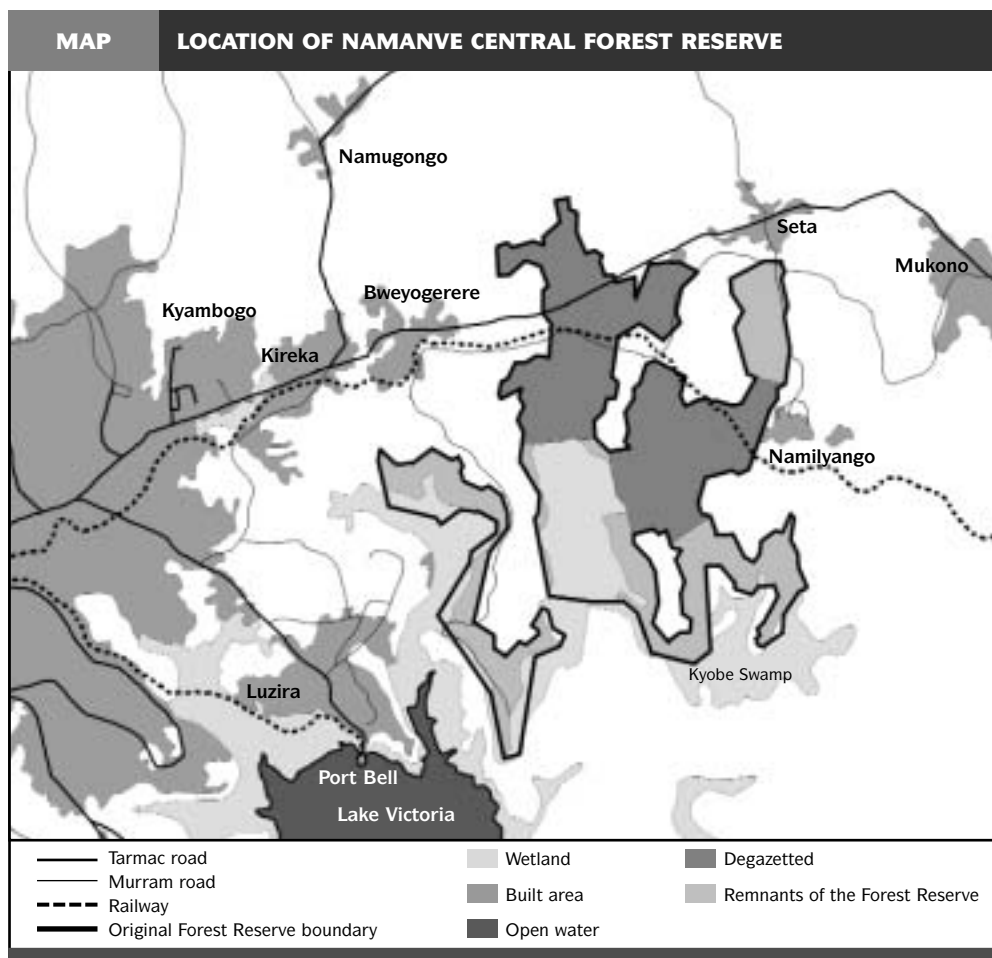 MAP
LOCATION OF NAMANVE CENTRAL FOREST RESERVE
Namugongo
Seta
Mukono
Bweyogerere
Kyambogo
Kireka
Namilyango
Kyobe Swamp
Luzira
Port Bell
Lake Victoria
Tarmac road
Murram road
Railway
Original Forest Reserve boundary
Wetland
Built area
Open water
Degazetted
Remnants of the Forest Reserve